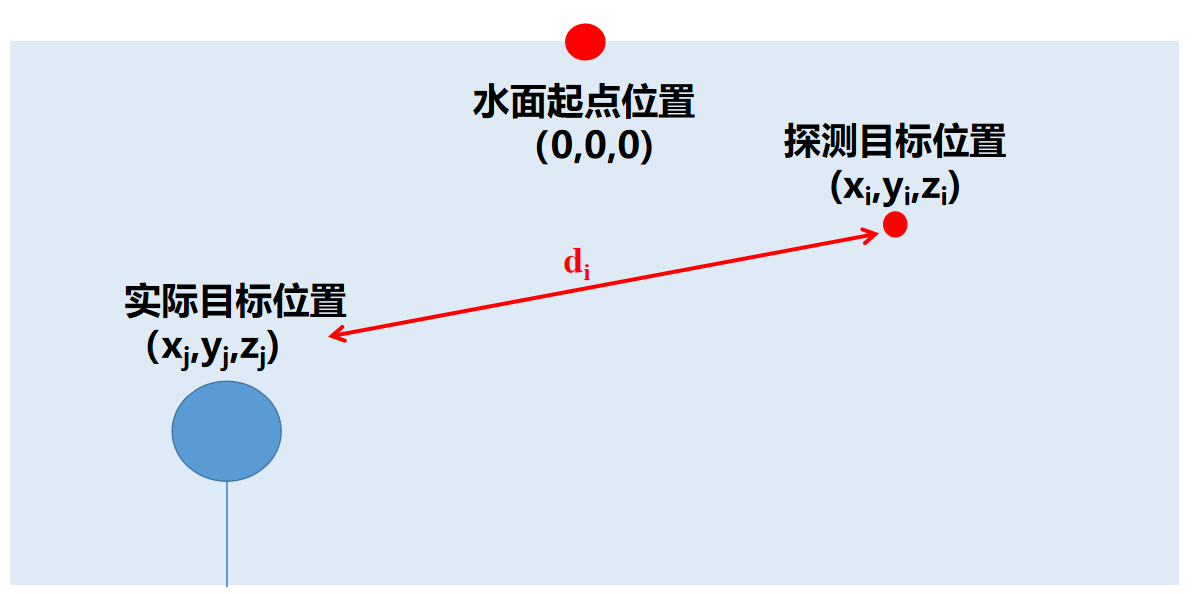 水面起点位置
(0,0,0)
探测目标位置
(xi,yi,zi)
di
实际目标位置
(xj,yj,zj)